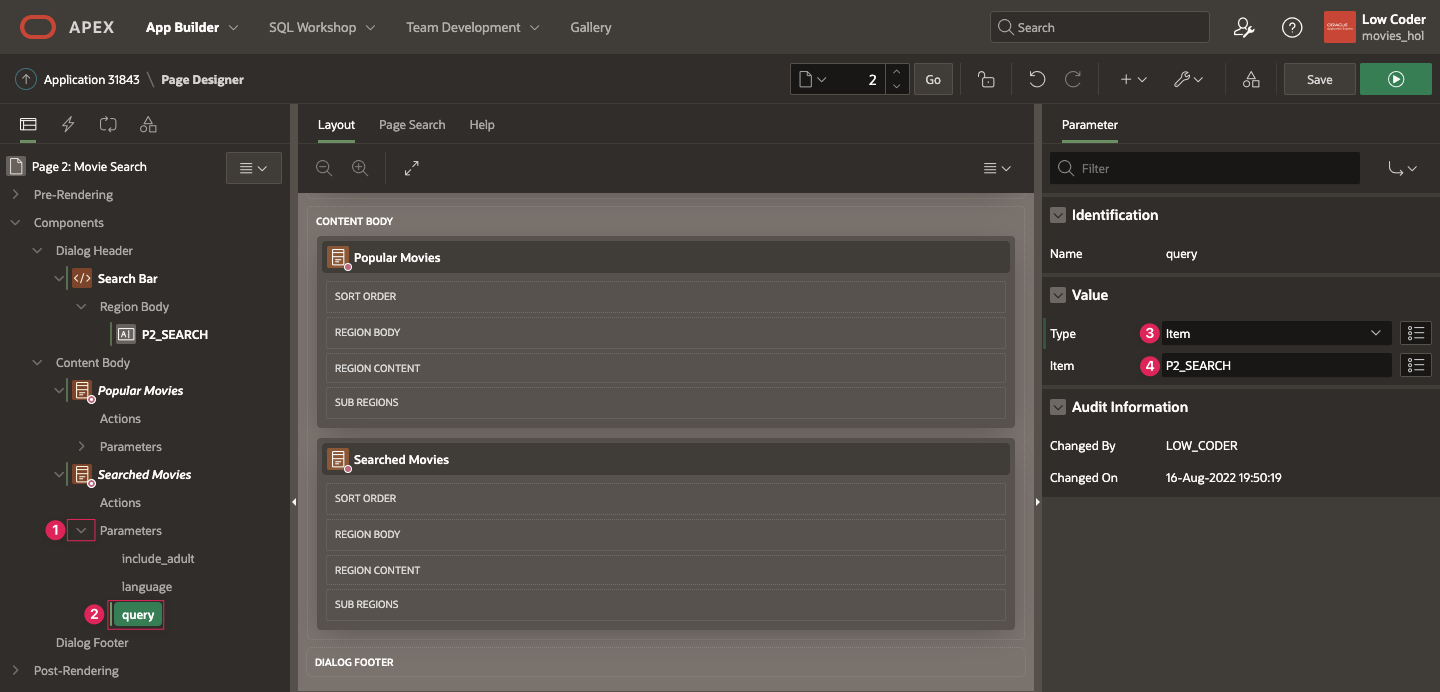 APEX App Builder SQL Workshop Team Development Gallery Search Low Coder
movies_hol
Application 31843 \ Page Designer 2 Go Save
Layout Page Search Help
Parameter
Page 2: Movie Search
Pre-Rendering
Components
Dialog Header
Search Bar
Region Body
P2_SEARCH
Content Body
Popular Movies
Actions
Parameters
Searched Movies
Actions
1 Parameters
include_adult
language
2 query
Dialog Footer
Post-Rendering
CONTENT BODY
Popular Movies
SORT ORDER
REGION BODY
REGION CONTENT
SUB REGIONS
Searched Movies
SORT ORDER
REGION BODY
REGION CONTENT
SUB REGIONS
DIALOG FOOTER
Filter
Identification
Name query
Value
Type 3 Item
Item 4 P2_SEARCH
Audit Information
Changed By LOW_CODER
Changed On 16-Aug-2022 19:50:19